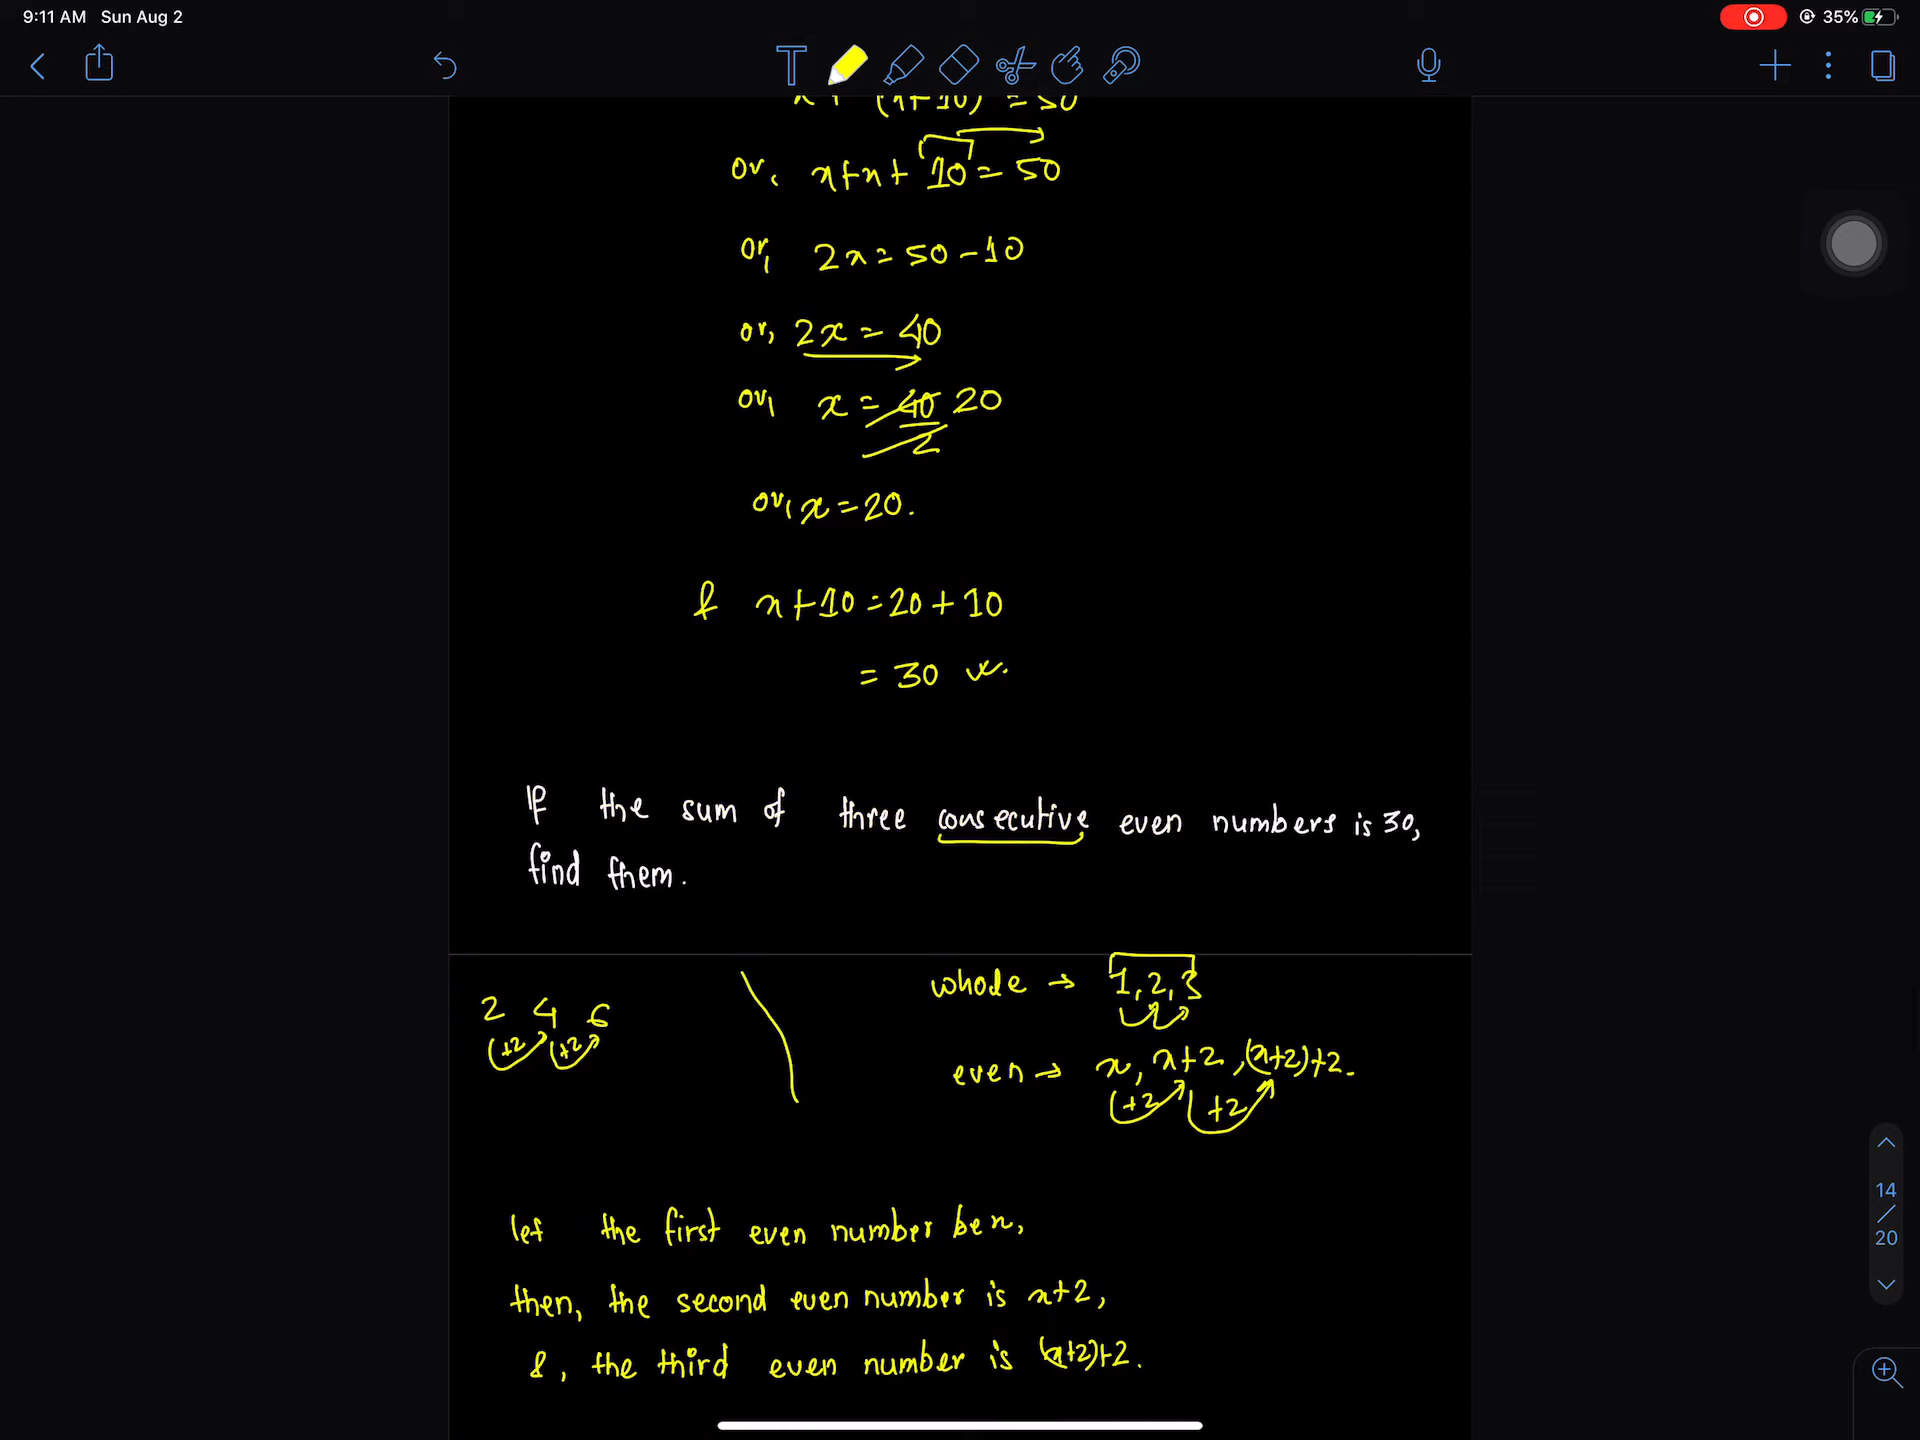 9:11 AM Sun Aug 2
35%
x + (x+10) = 50
or, x+x+ 10 = 50
or, 2x = 50 - 10
or, 2x = 40
or, x = 40 20
2
or, x = 20.
& x+10 = 20 + 10
= 30
If the sum of three consecutive even numbers is 30,
find them.
whole → 1, 2, 3
2 4 6
+2 +2
even → x, x+2, (x+2)+2.
+2 +2
let the first even number be x,
then, the second even number is x+2,
&, the third even number is (x+2)+2.
14
/
20